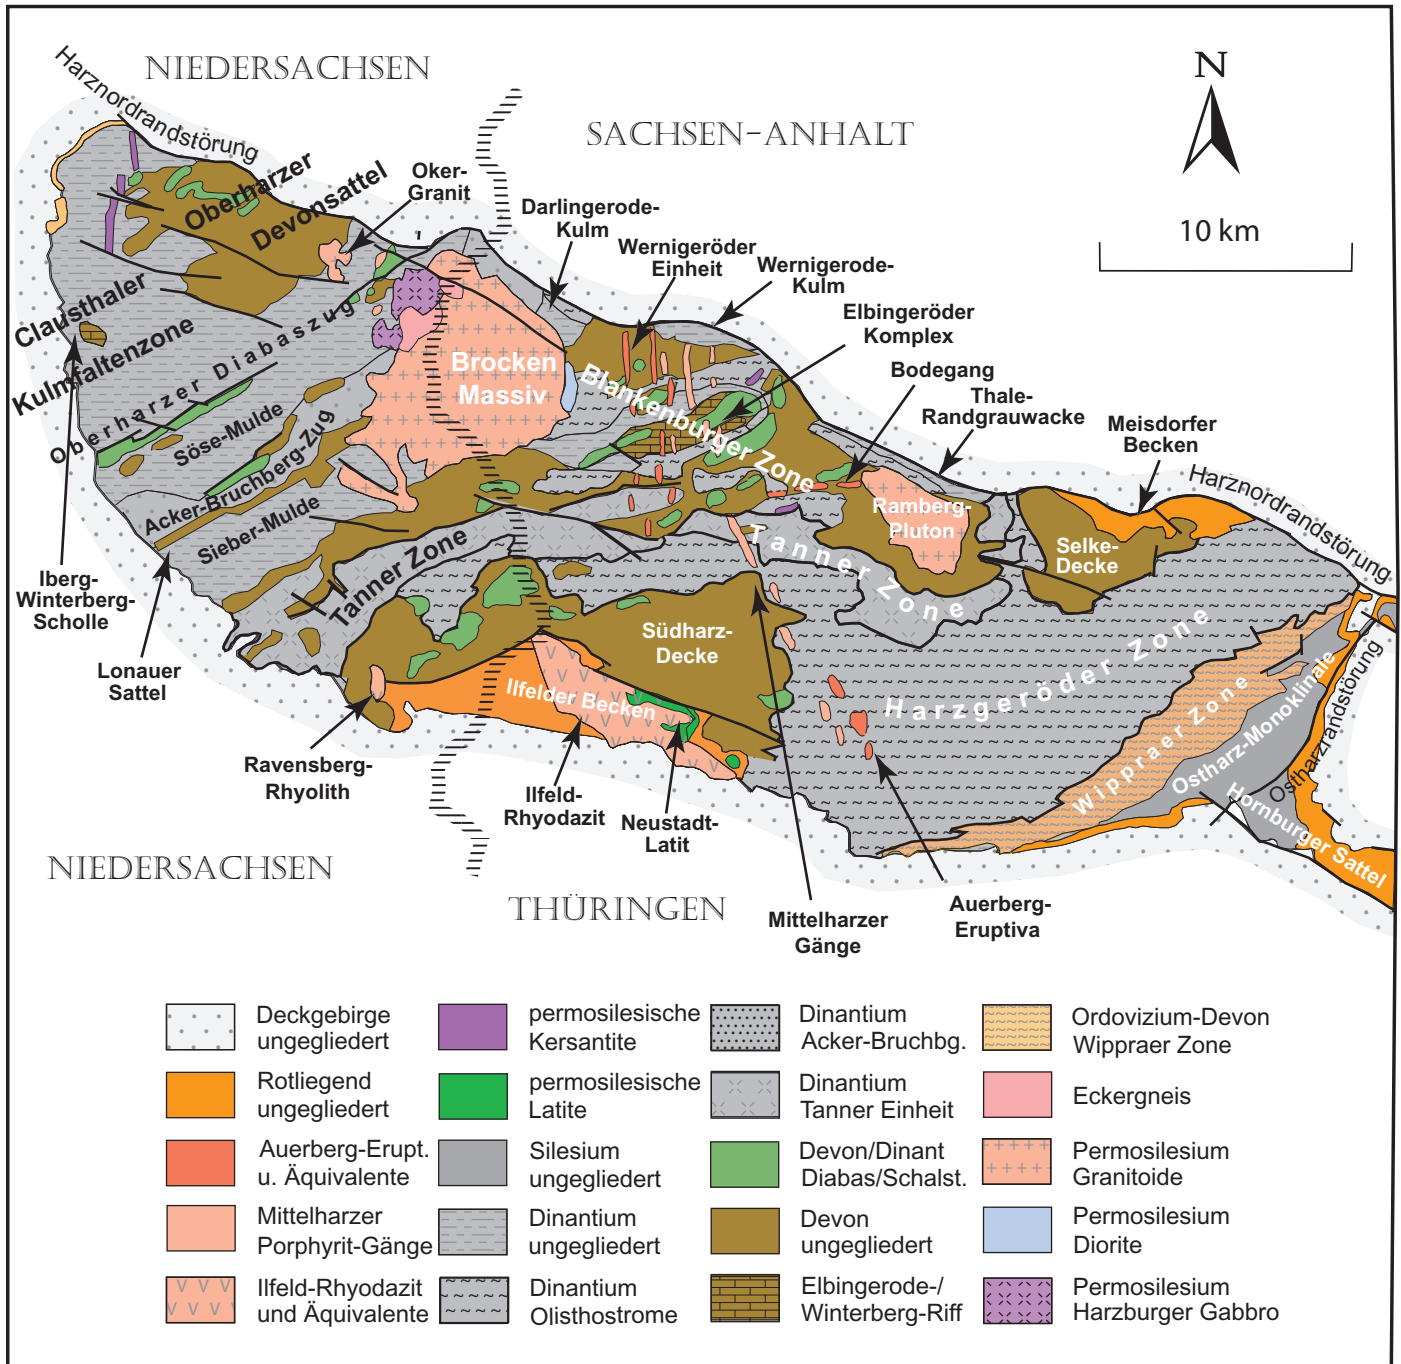 NIEDERSACHSEN
Harznordrandstörung
SACHSEN-ANHALT
N
10 km
Oberharzer
Devonsattel
Oker-
Granit
Darlingerode-
Kulm
Wernigeröder
Einheit
Wernigerode-
Kulm
Elbingeröder
Komplex
Bodegang
Thale-
Randgrauwacke
Meisdorfer
Becken
Harznordrandstörung
Clausthaler
Kulmfaltenzone
Oberharzer Diabaszug
Brocken
Massiv
Blankenburger Zone
Söse-Mulde
Acker-Bruchberg-Zug
Sieber-Mulde
Ramberg-
Pluton
Selke-
Decke
Tanner Zone
Tanner Zone
Iberg-
Winterberg-
Scholle
Lonauer
Sattel
Südharz-
Decke
Ilfelder Becken
Harzgeröder Zone
Wippraer Zone
Ostharz-Monoklinale
Ostharzrandstörung
Hornburger Sattel
Ravensberg-
Rhyolith
Ilfeld-
Rhyodazit
Neustadt-
Latit
Mittelharzer
Gänge
Auerberg-
Eruptiva
NIEDERSACHSEN
THÜRINGEN
Deckgebirge
ungegliedert
Rotliegend
ungegliedert
Auerberg-Erupt.
u. Äquivalente
Mittelharzer
Porphyrit-Gänge
Ilfeld-Rhyodazit
und Äquivalente
permosilesische
Kersantite
permosilesische
Latite
Silesium
ungegliedert
Dinantium
ungegliedert
Dinantium
Olisthostrome
Dinantium
Acker-Bruchbg.
Dinantium
Tanner Einheit
Devon/Dinant
Diabas/Schalst.
Devon
ungegliedert
Elbingerode-/
Winterberg-Riff
Ordovizium-Devon
Wippraer Zone
Eckergneis
Permosilesium
Granitoide
Permosilesium
Diorite
Permosilesium
Harzburger Gabbro